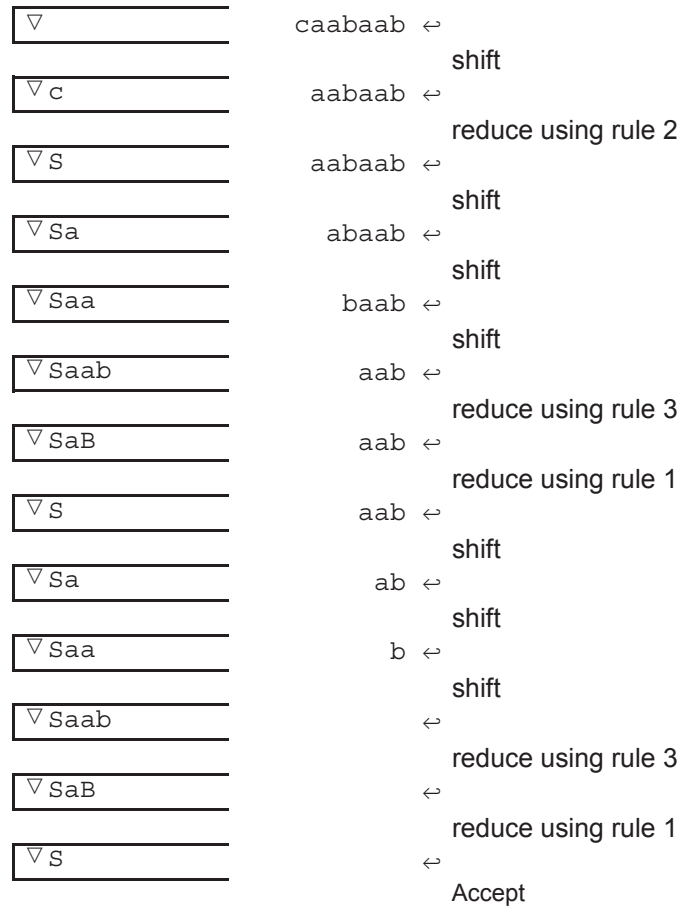 ▽ caabaab ↩
shift
▽ c aabaab ↩
reduce using rule 2
▽ S aabaab ↩
shift
▽ Sa abaab ↩
shift
▽ Saa baab ↩
shift
▽ Saab aab ↩
reduce using rule 3
▽ SaB aab ↩
reduce using rule 1
▽ S aab ↩
shift
▽ Sa ab ↩
shift
▽ Saa b ↩
shift
▽ Saab ↩
reduce using rule 3
▽ SaB ↩
reduce using rule 1
▽ S ↩
Accept